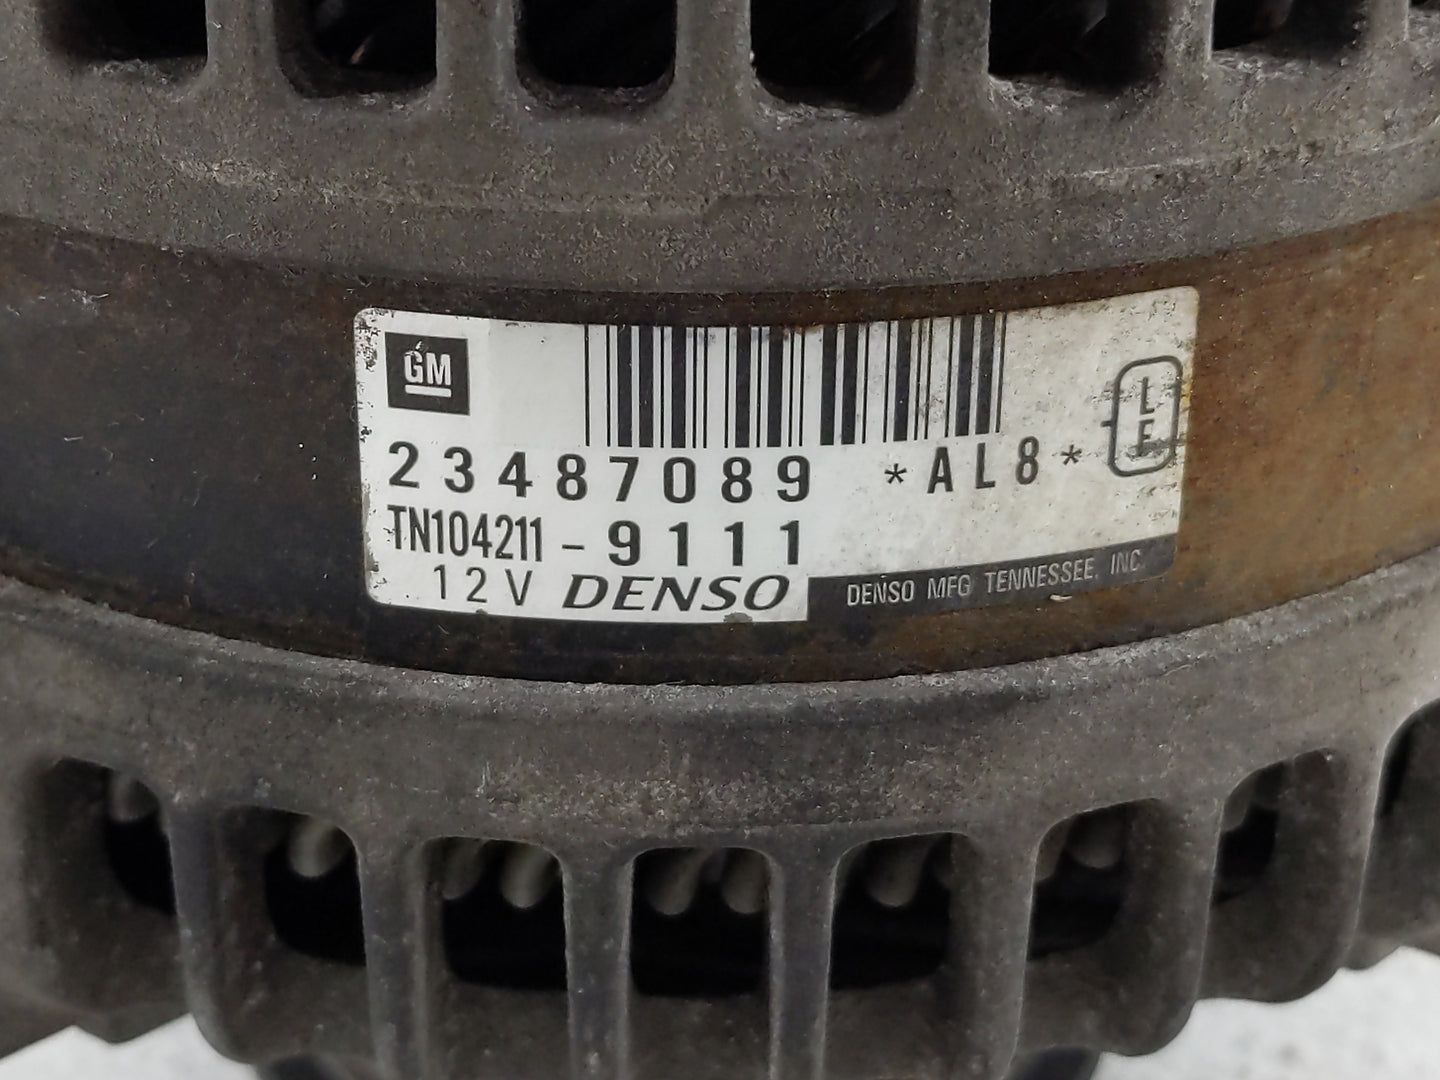 GM
23487089 *AL8*
L
E
TN104211-9111
12V DENSO DENSO MFG TENNESSEE, INC.